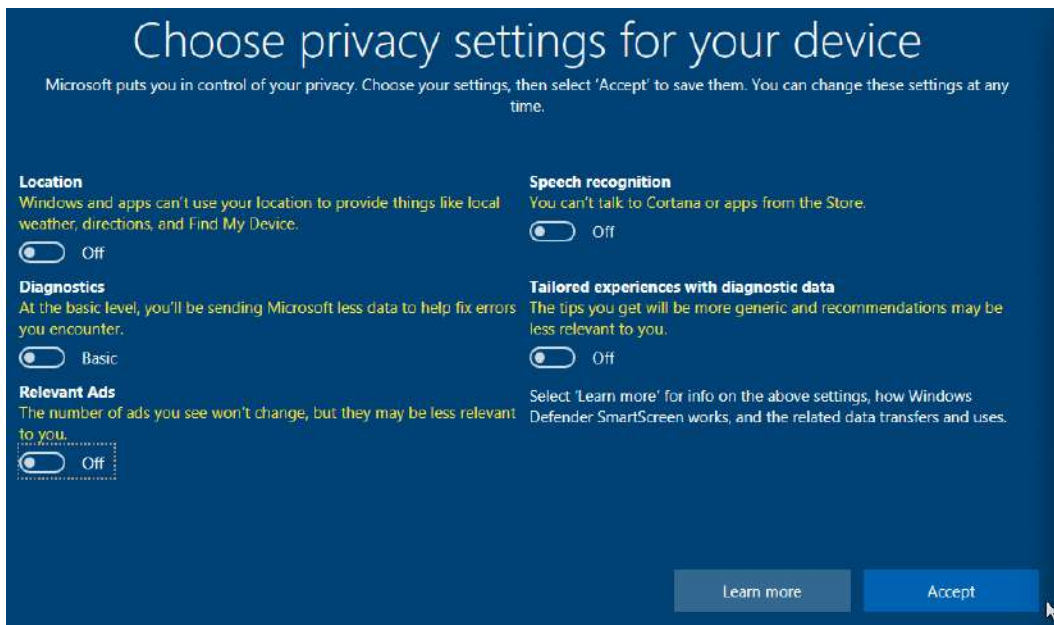 Choose privacy settings for your device
Microsoft puts you in control of your privacy. Choose your settings, then select 'Accept' to save them. You can change these settings at any
time.
Location
Windows and apps can't use your location to provide things like local
weather, directions, and Find My Device.
Off
Diagnostics
At the basic level, you'll be sending Microsoft less data to help fix errors
you encounter.
Basic
Relevant Ads
The number of ads you see won't change, but they may be less relevant
to you.
Off
Speech recognition
You can't talk to Cortana or apps from the Store.
Off
Tailored experiences with diagnostic data
The tips you get will be more generic and recommendations may be
less relevant to you.
Off
Select 'Learn more' for info on the above settings, how Windows
Defender SmartScreen works, and the related data transfers and uses.
Learn more
Accept